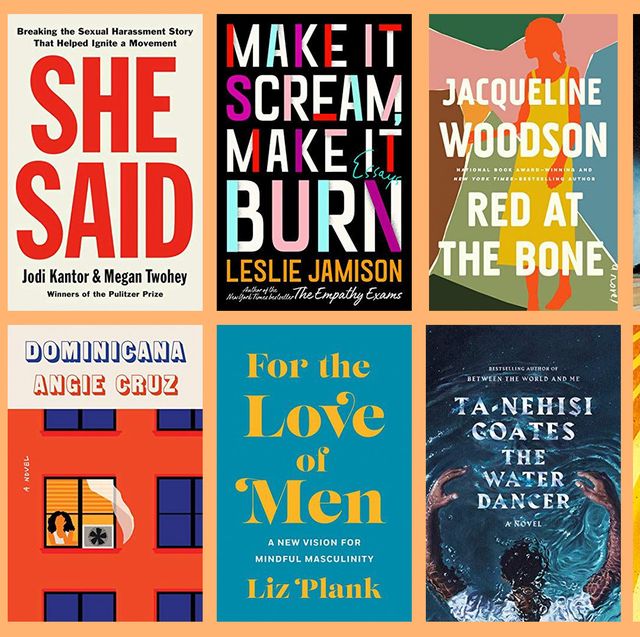 Breaking the Sexual Harassment Story
That Helped Ignite a Movement
SHE
SAID
Jodi Kantor & Megan Twohey
Winners of the Pulitzer Prize
MAKE IT
SCREAM,
MAKE IT
Essays
BURN
LESLIE JAMISON
Author of the
New York Times bestseller The Empathy Exams
JACQUELINE
WOODSON
NATIONAL BOOK AWARD–WINNING AND
NEW YORK TIMES–BESTSELLING AUTHOR
RED AT
THE BONE
a novel
DOMINICANA
ANGIE CRUZ
A NOVEL
For the
Love
of
Men
A NEW VISION FOR
MINDFUL MASCULINITY
Liz Plank
BESTSELLING AUTHOR OF
BETWEEN THE WORLD AND ME
TA-NEHISI
COATES
THE
WATER
DANCER
A NOVEL